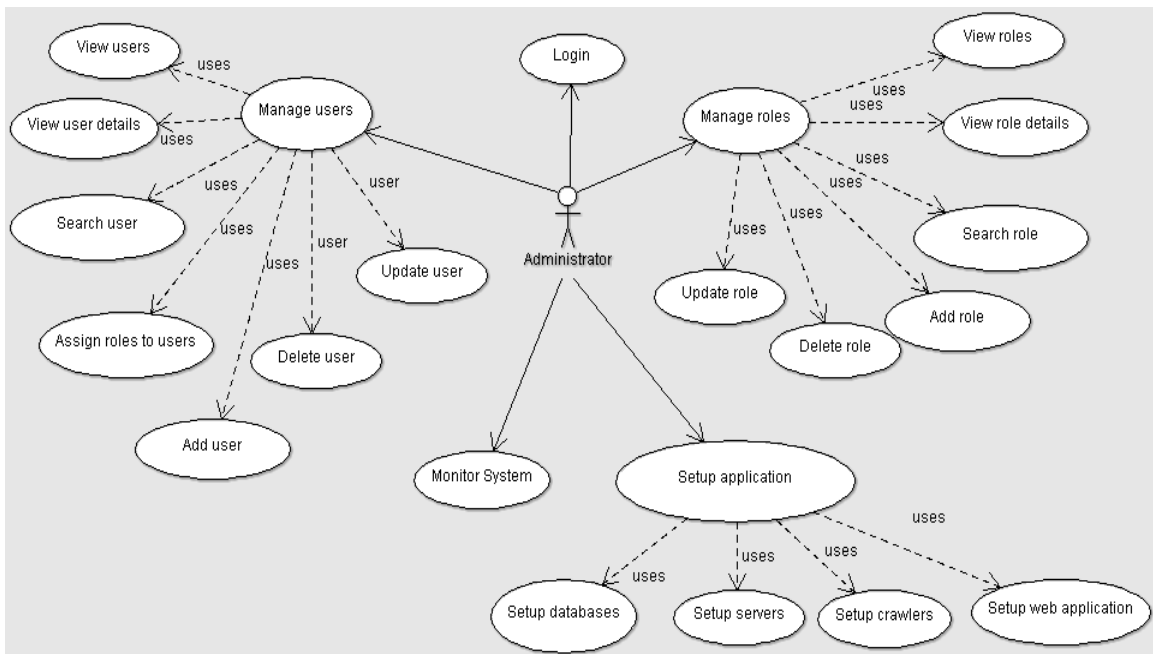 View users
Login
View roles
uses
Manage users
uses
Manage roles
View user details
uses
uses
View role details
uses
user
uses
uses
Search user
uses
user
uses
uses
Search role
uses
Update user
Administrator
Update role
Add role
Assign roles to users
Delete user
Delete role
Add user
Monitor System
Setup application
uses
uses
uses
uses
Setup databases
Setup servers
Setup crawlers
Setup web application